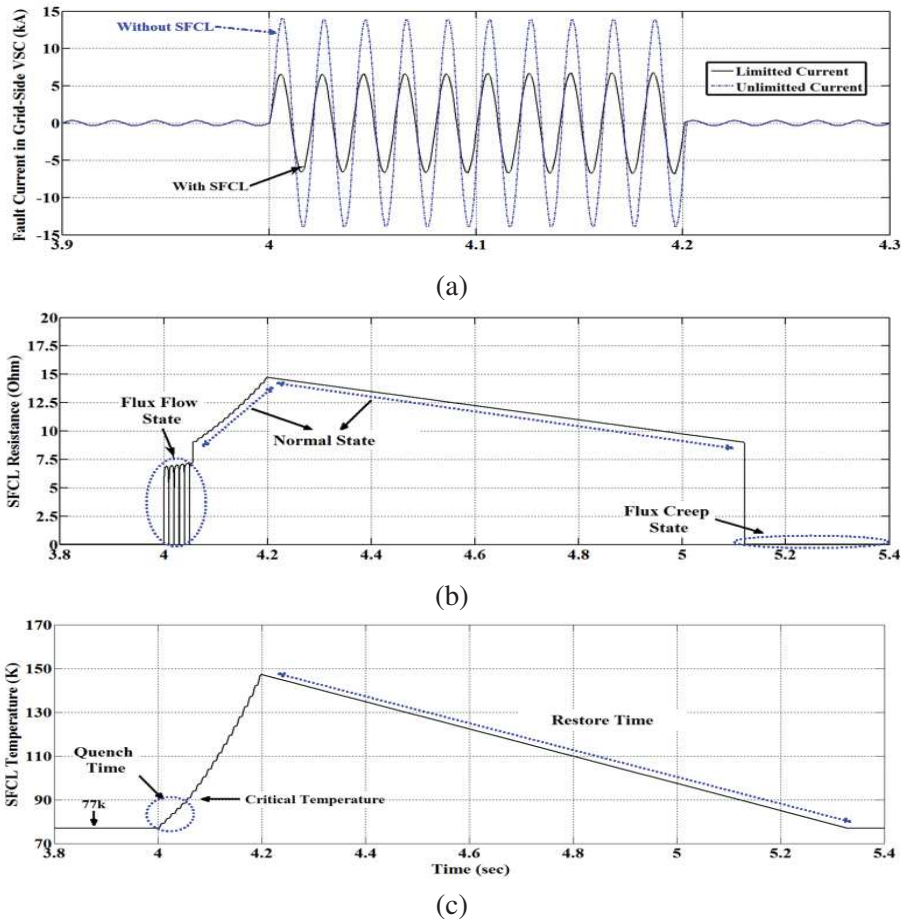 15
10
5
0
-5
-10
-15
Fault Current in Grid-Side VSC (kA)
Without SFCL
With SFCL
Limitted Current
Unlimitted Current
3.9 4 4.1 4.2 4.3
(a)
20
17.5
15
12.5
10
7.5
5
2.5
0
SFCL Resistance (Ohm)
Flux Flow
State
Normal State
Flux Creep
State
3.8 4 4.2 4.4 4.6 4.8 5 5.2 5.4
(b)
170
150
130
110
90
70
SFCL Temperature (K)
Restore Time
Quench
Time
77k
Critical Temperature
3.8 4 4.2 4.4 4.6 4.8 5 5.2 5.4
Time (sec)
(c)